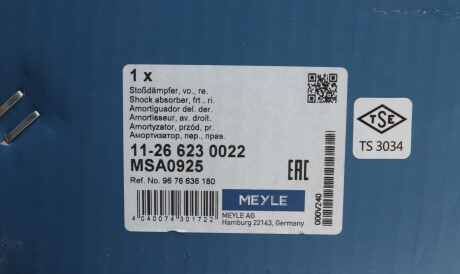 1 x
Stoßdämpfer, vo., re.
Shock absorber, frt., ri.
Amortiguador del. der.
Amortisseur, av. droit.
Amortyzator, przód, pr.
Амортизатор, пер., прав.
11-26 623 0022
MSA0925
Ref. No. 96 76 636 180
EAC
MEYLE
MEYLE AG
Hamburg 22143, Germany
4 040074 301722
000V240
TSE
TS 3034